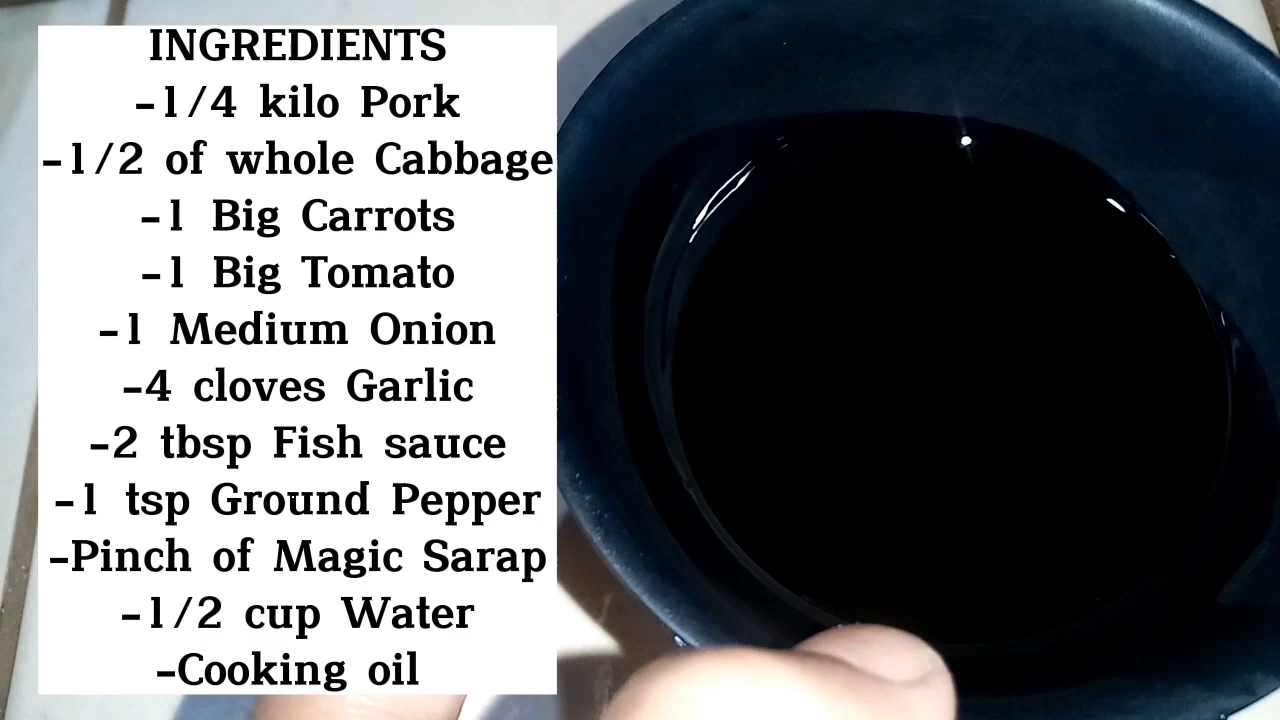 INGREDIENTS
-1/4 kilo Pork
-1/2 of whole Cabbage
-1 Big Carrots
-1 Big Tomato
-1 Medium Onion
-4 cloves Garlic
-2 tbsp Fish sauce
-1 tsp Ground Pepper
-Pinch of Magic Sarap
-1/2 cup Water
-Cooking oil